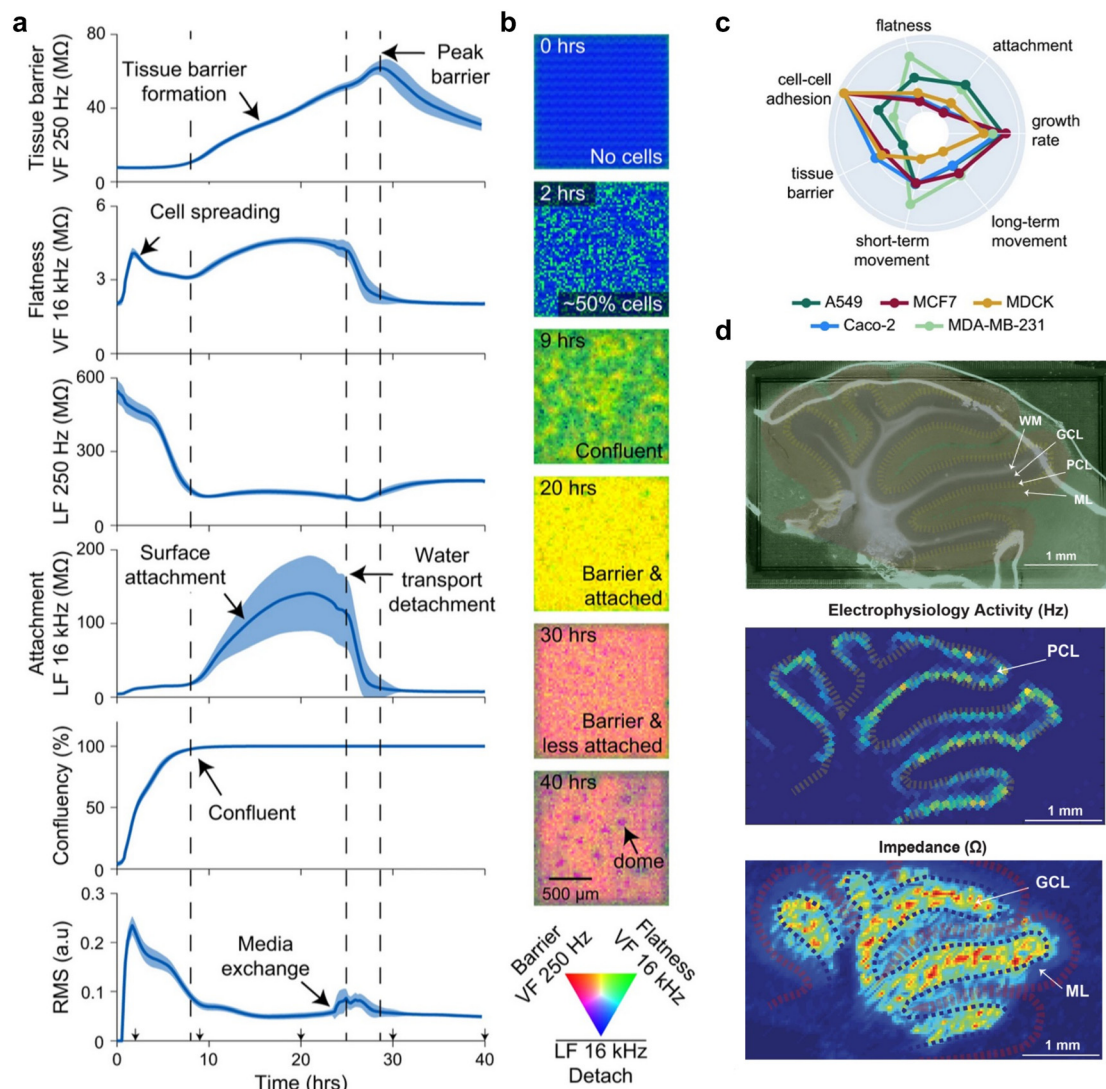 a
Tissue barrier
VF 250 Hz (MΩ)
80
40
0
Tissue barrier
formation
Peak
barrier
Flatness
VF 16 kHz (MΩ)
6
3
0
Cell spreading
LF 250 Hz (MΩ)
600
300
0
Attachment
LF 16 kHz (MΩ)
200
100
0
Surface
attachment
Water
transport
detachment
Confluency (%)
100
50
0
Confluent
RMS (a.u)
0.3
0.2
0.1
0
Media
exchange
0 10 20 30 40
Time (hrs)
b
0 hrs
No cells
2 hrs
~50% cells
9 hrs
Confluent
20 hrs
Barrier &
attached
30 hrs
Barrier &
less attached
40 hrs
dome
500 µm
Barrier
VF 250 Hz
Flatness
VF 16 kHz
LF 16 kHz
Detach
c
flatness
attachment
cell-cell
adhesion
growth
rate
tissue
barrier
long-term
movement
short-term
movement
A549 MCF7 MDCK
Caco-2 MDA-MB-231
d
WM
GCL
PCL
ML
1 mm
Electrophysiology Activity (Hz)
PCL
1 mm
Impedance (Ω)
GCL
ML
1 mm